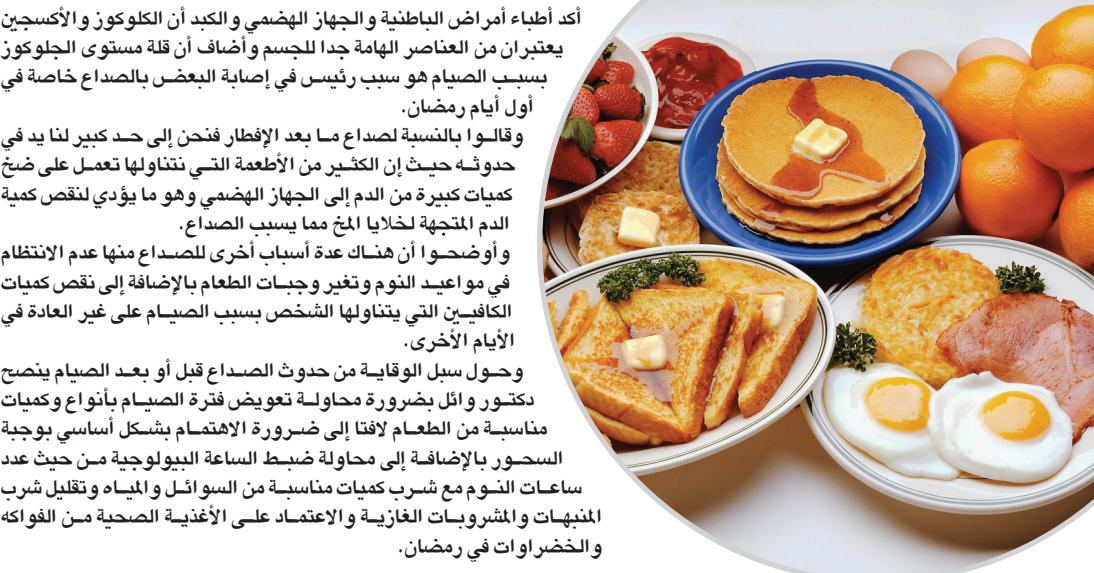 أكد أطباء أمراض الباطنية والجهاز الهضمي والكبد أن الكلوكوز والأكسجين
يعتبران من العناصر الهامة جدا للجسم وأضاف أن قلة مستوى الجلوكوز
بسبب الصيام هو سبب رئيس في إصابة البعض بالصداع خاصة في
أول أيام رمضان.
وقالوا بالنسبة لصداع ما بعد الإفطار فنحن إلى حد كبير لنا يد في
حدوثه حيث إن الكثير من الأطعمة التي نتناولها تعمل على ضخ
كميات كبيرة من الدم إلى الجهاز الهضمي وهو ما يؤدي لنقص كمية
الدم المتجهة لخلايا المخ مما يسبب الصداع.
وأوضحوا أن هناك عدة أسباب أخرى للصداع منها عدم الانتظام
في مواعيد النوم وتغير وجبات الطعام بالإضافة إلى نقص كميات
الكافيين التي يتناولها الشخص بسبب الصيام على غير العادة في
الأيام الأخرى.
وحول سبل الوقاية من حدوث الصداع قبل أو بعد الصيام ينصح
دكتور وائل بضرورة محاولة تعويض فترة الصيام بأنواع وكميات
مناسبة من الطعام لافتا إلى ضرورة الاهتمام بشكل أساسي بوجبة
السحور بالإضافة إلى محاولة ضبط الساعة البيولوجية من حيث عدد
ساعات النوم مع شرب كميات مناسبة من السوائل والمياه وتقليل شرب
المنبهات والمشروبات الغازية والاعتماد على الأغذية الصحية من الفواكه
والخضراوات في رمضان.